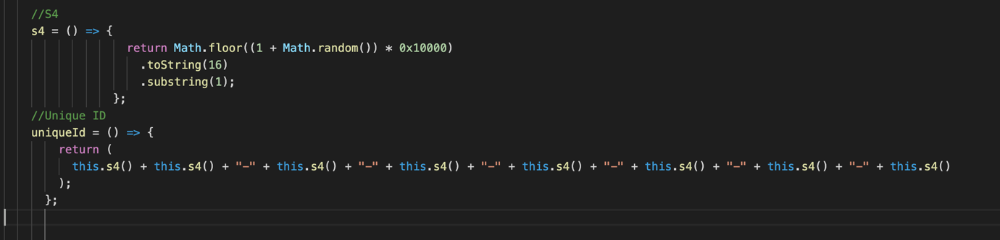 //S4
s4 = () => {
return Math.floor((1 + Math.random()) * 0x10000)
.toString(16)
.substring(1);
};
//Unique ID
uniqueId = () => {
return (
this.s4() + this.s4() + "-" + this.s4() + "-" + this.s4() + "-" + this.s4() + "-" + this.s4() + "-" + this.s4() + "-" + this.s4()
);
};